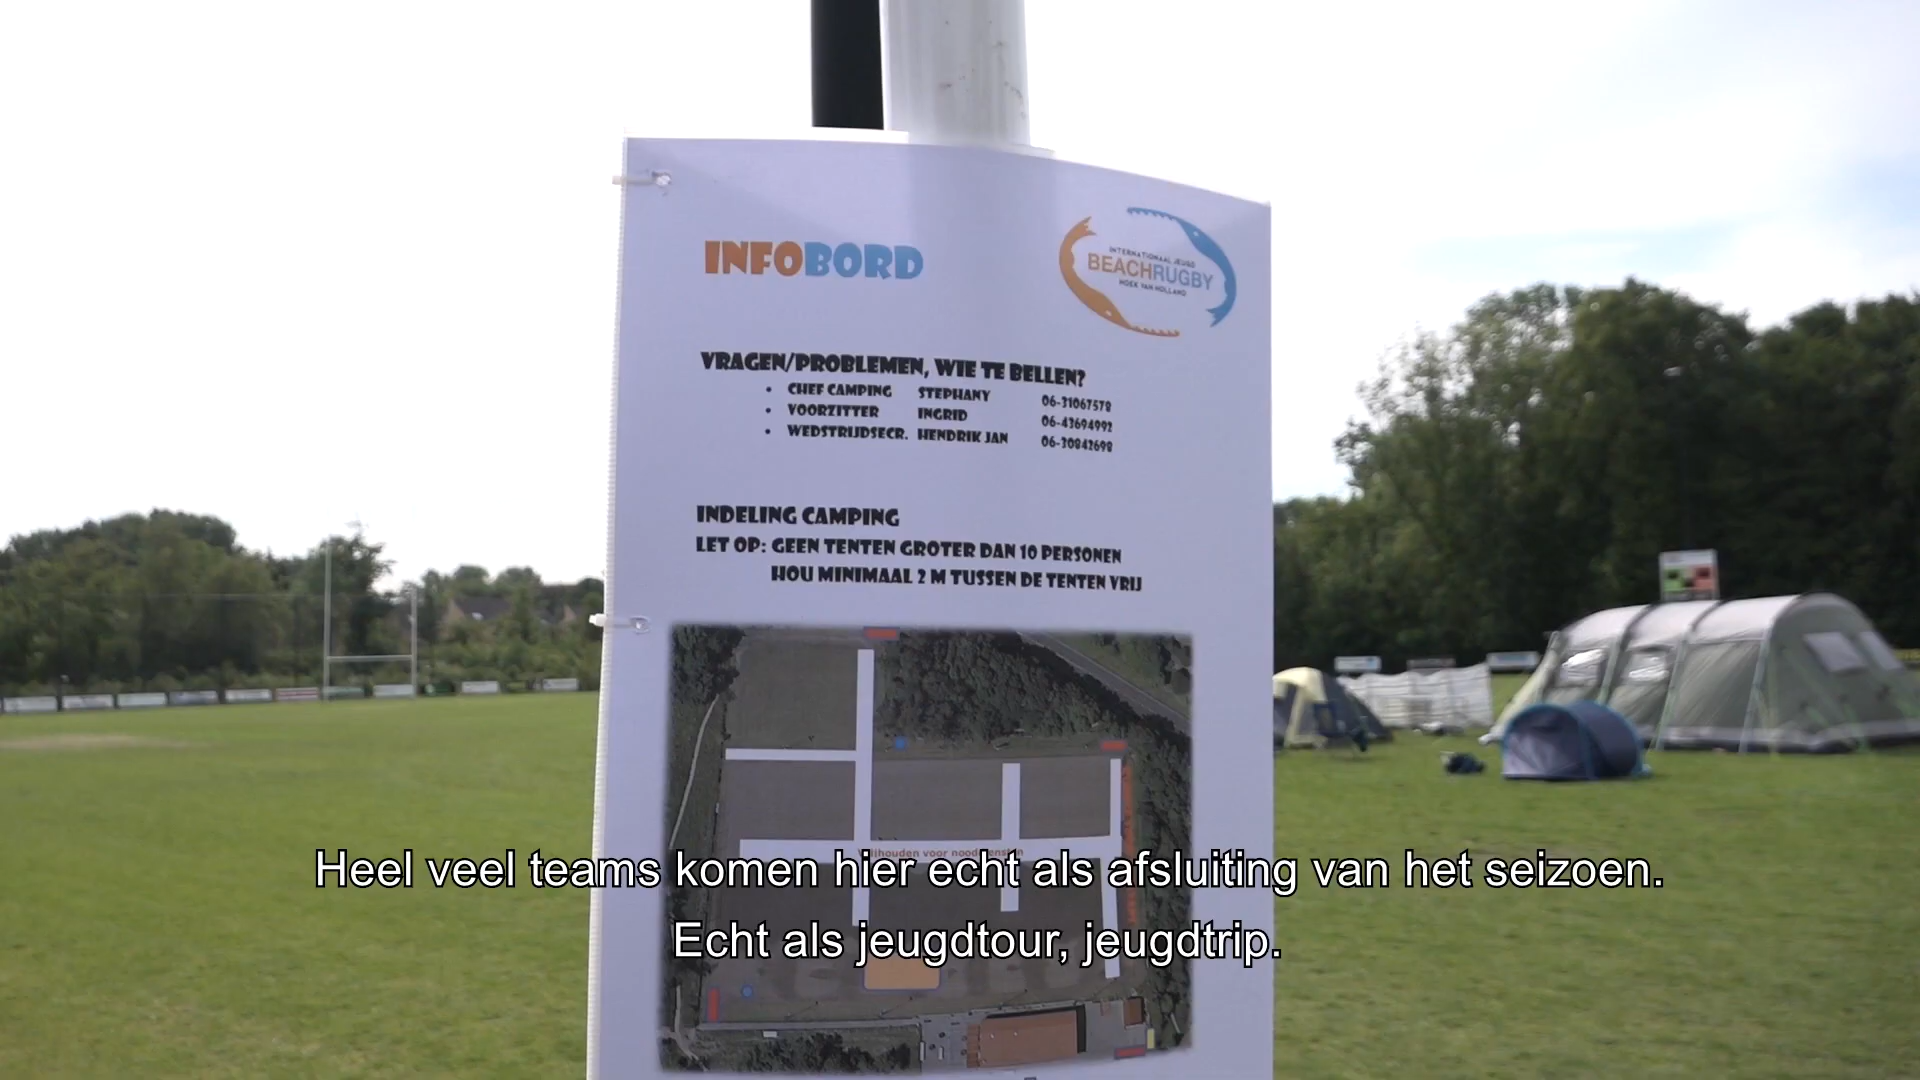 INFOBORD
INTERNATIONAAL JEUGD
BEACHRUGBY
HOEK VAN HOLLAND
VRAGEN/PROBLEMEN, WIE TE BELLEN?
• CHEF CAMPING STEPHANY 06-31067578
• VOORZITTER INGRID 06-43694992
• WEDSTRIJDSECR. HENDRIK JAN 06-30842698
INDELING CAMPING
LET OP: GEEN TENTEN GROTER DAN 10 PERSONEN
HOU MINIMAAL 2 M TUSSEN DE TENTEN VRIJ
voor
Heel veel teams komen hier echt als afsluiting van het seizoen.
Echt als jeugdtour, jeugdtrip.